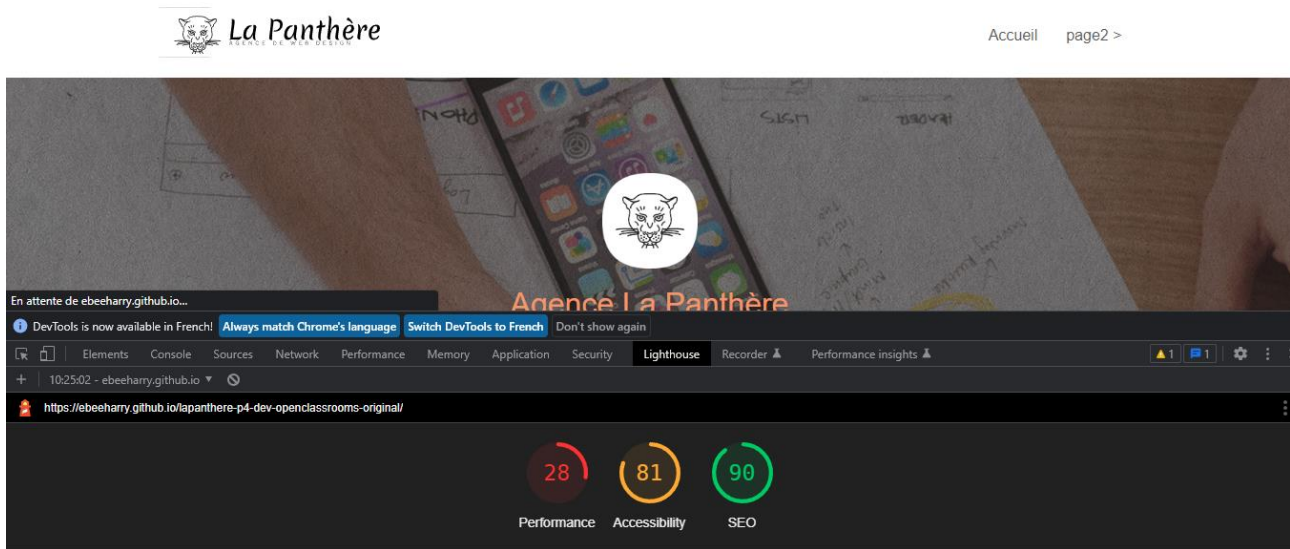 La Panthère
AGENCE DE WEB DESIGN
Accueil page2 >
LISTS
HEADER
Agence La Panthère
En attente de ebeeharry.github.io...
DevTools is now available in French! Always match Chrome's language Switch DevTools to French Don't show again
Elements Console Sources Network Performance Memory Application Security Lighthouse Recorder Performance insights 1 1
+ 10:25:02 - ebeeharry.github.io
https://ebeeharry.github.io/lapanthere-p4-dev-openclassrooms-original/
28 81 90
Performance Accessibility SEO